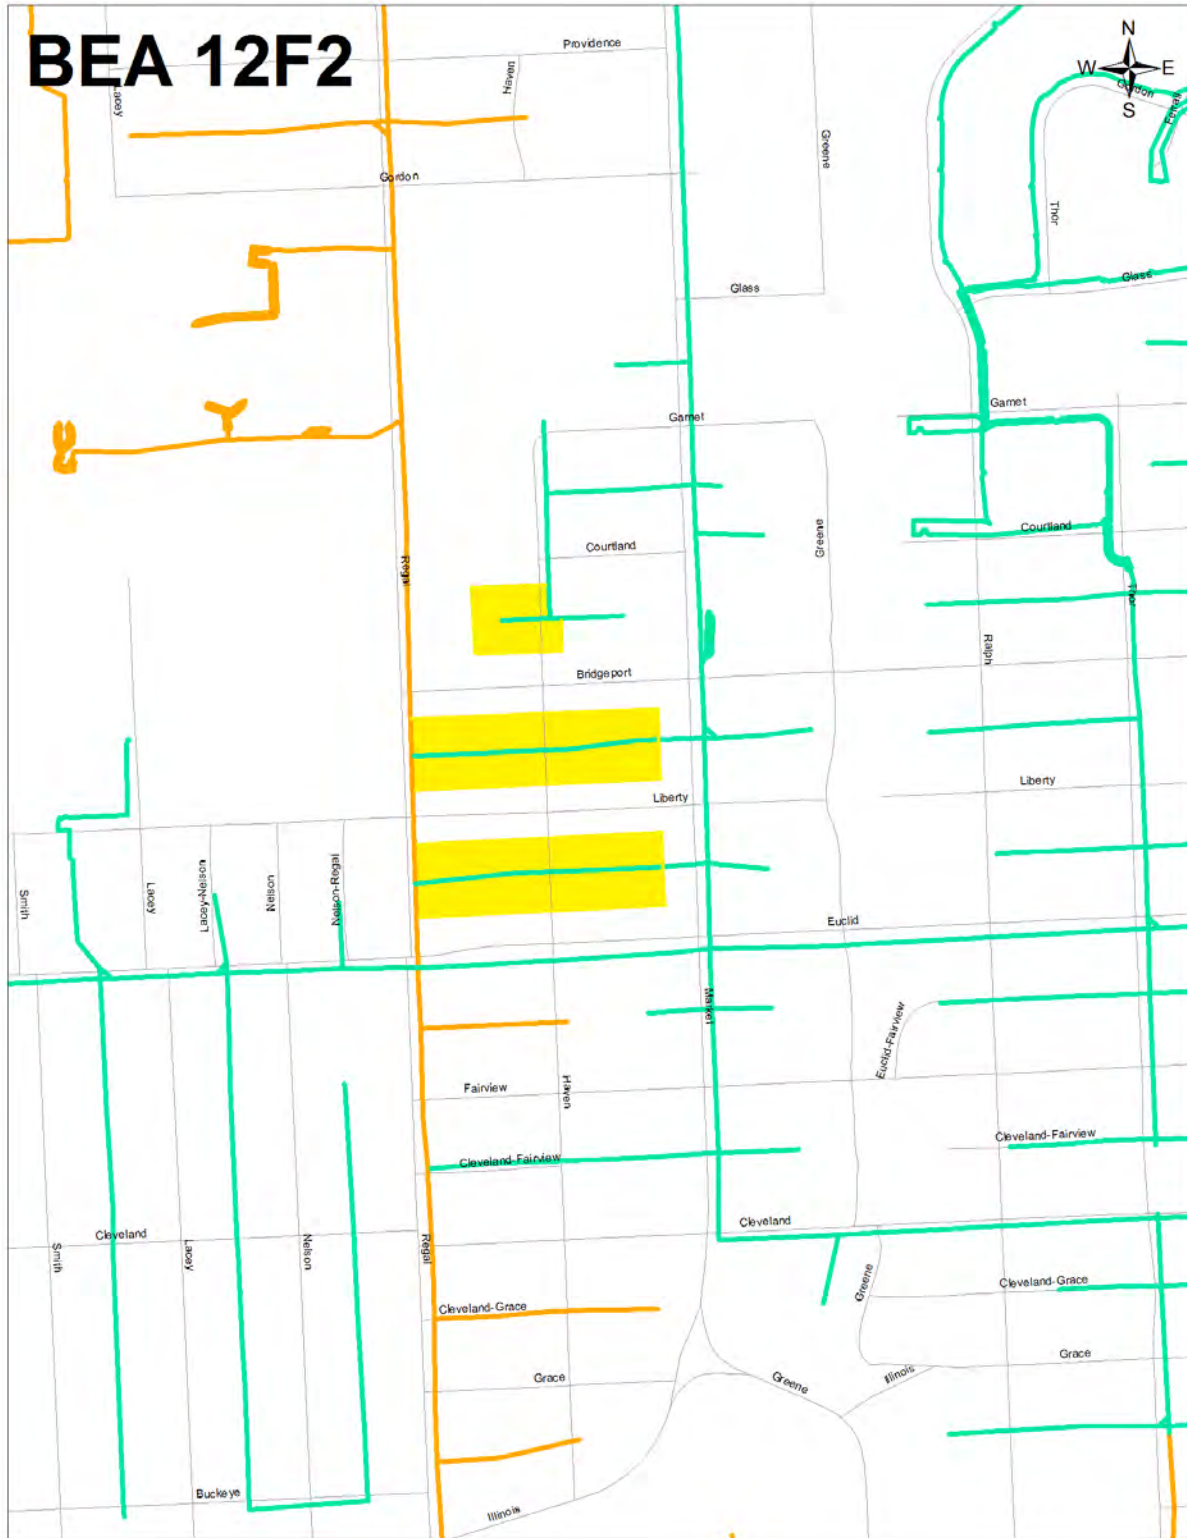 BEA 12F2
N
W E
S
Providence
Haven
Lacey
Gordon
Greene
Gordon
Thor
Glass
Glass
Garnet
Garnet
Courtland
Greene
Courtland
Regal
Thor
Ralph
Bridgeport
Liberty
Liberty
Smith
Lacey
Lacey-Nelson
Nelson
Nelson-Regal
Euclid
Market
Euclid-Fairview
Fairview
Haven
Cleveland-Fairview
Cleveland-Fairview
Cleveland
Cleveland
Smith
Lacey
Nelson
Regal
Greene
Cleveland-Grace
Cleveland-Grace
Grace
Grace
Greene
Illinois
Buckeye
Illinois